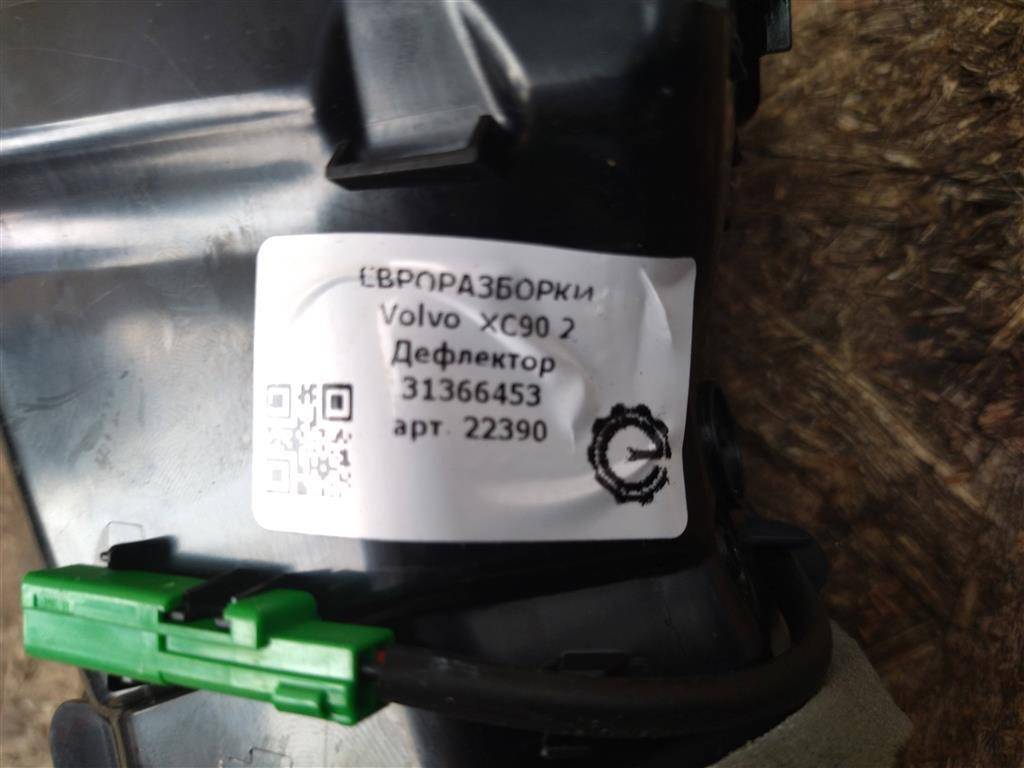 ЕВРОРАЗБОРКИ
Volvo XC90 2
Дефлектор
31366453
арт. 22390